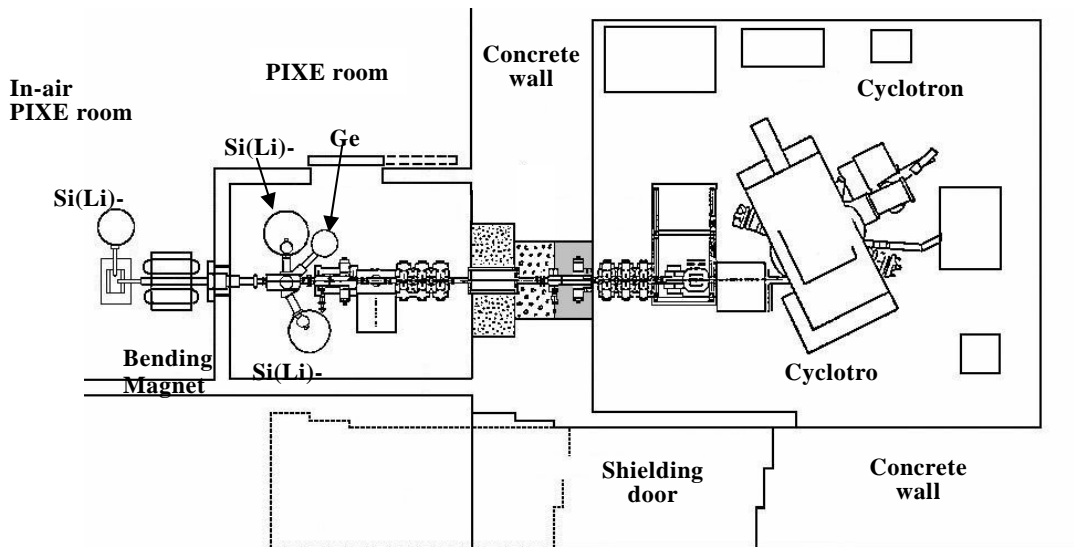 In-air
PIXE room
PIXE room
Concrete
wall
Cyclotron
Si(Li)-
Ge
Si(Li)-
Bending
Magnet
Si(Li)-
Cyclotro
Shielding
door
Concrete
wall